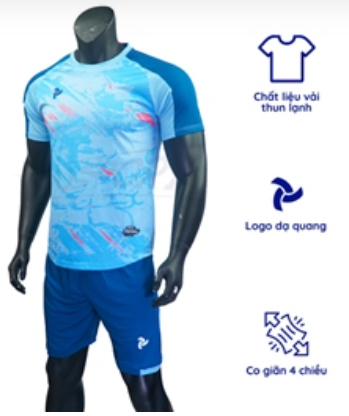 Chất liệu vải
thun lạnh
Logo dạ quang
Co giãn 4 chiều